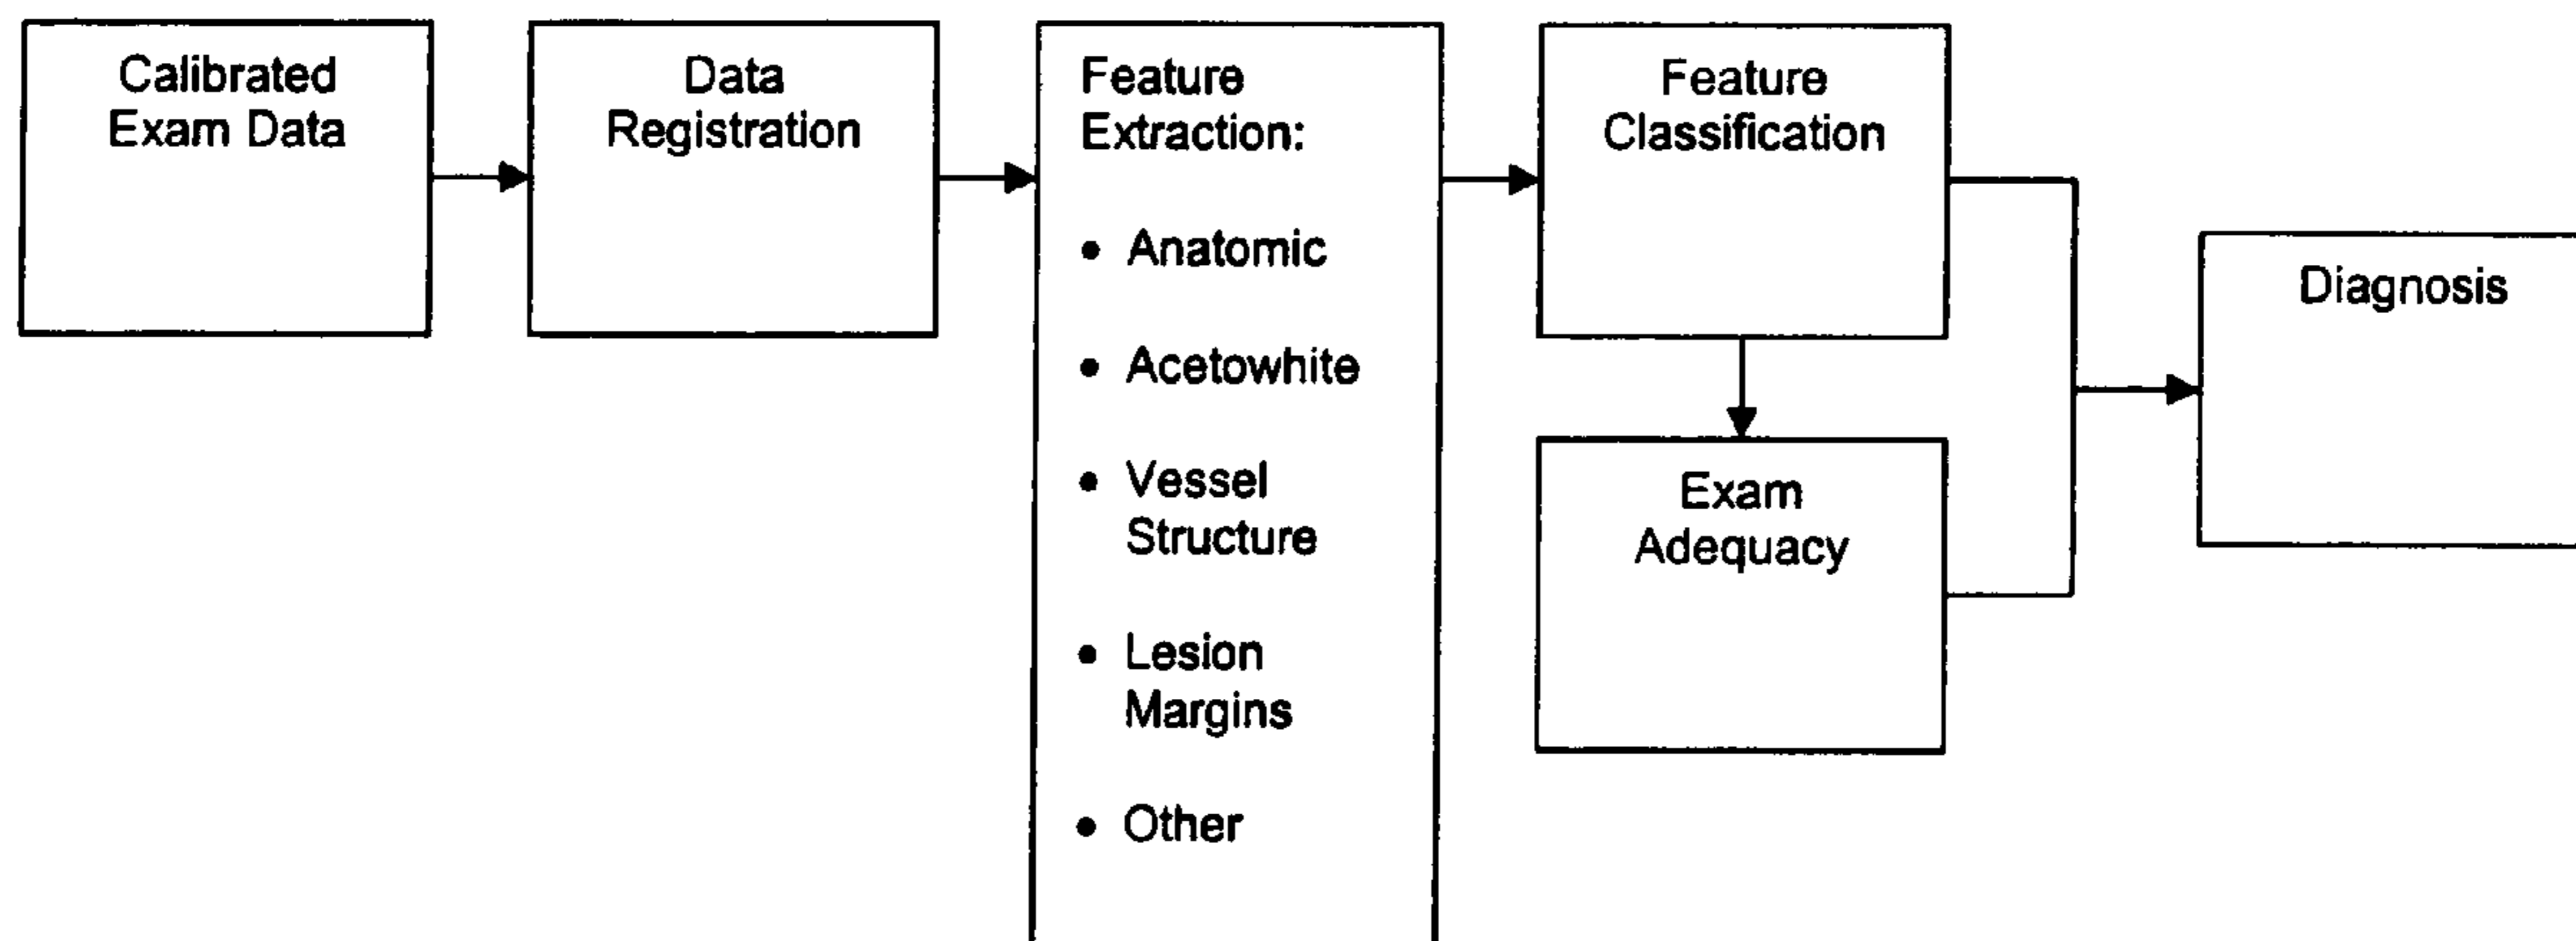 Calibrated
Exam Data
Data
Registration
Feature
Extraction:
• Anatomic
• Acetowhite
• Vessel
Structure
• Lesion
Margins
• Other
Feature
Classification
Exam
Adequacy
Diagnosis